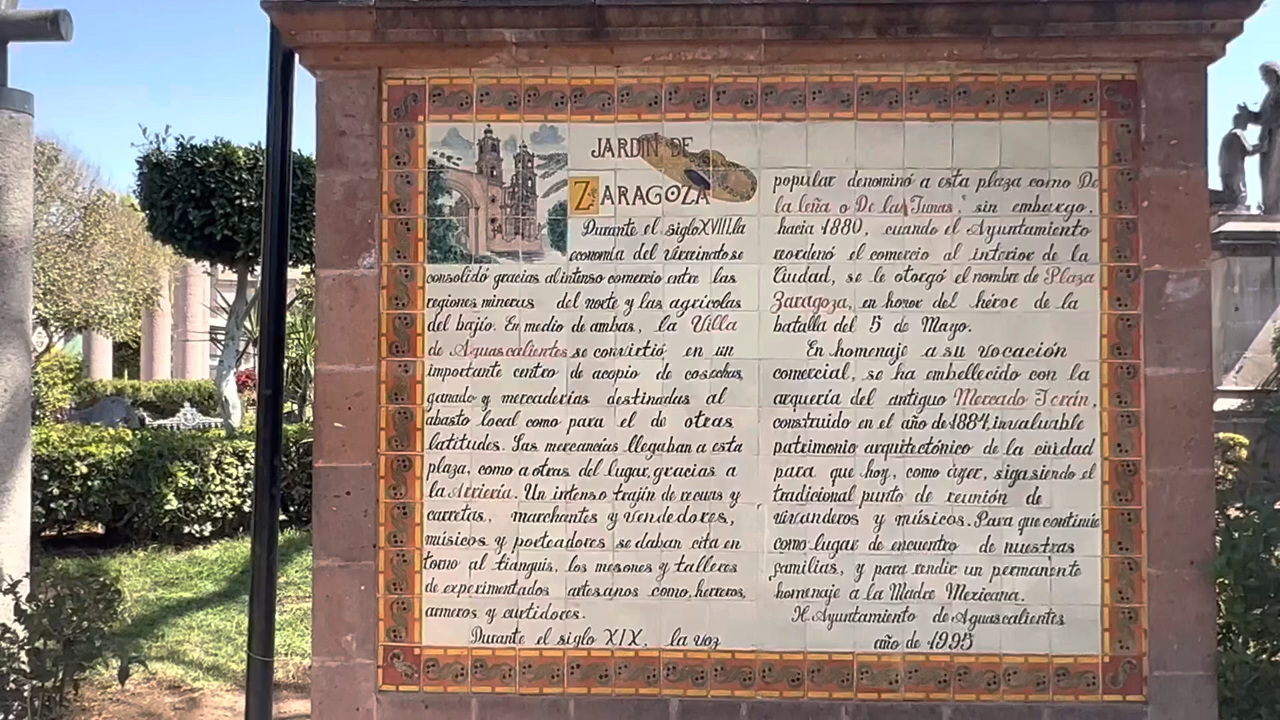 JARDIN DE
ZARAGOZA
Durante el siglo XVIII la
economía del Virreinato se
consolidó gracias al intenso comercio entre las
regiones mineras del norte y las agrícolas
del bajío. En medio de ambas, la Villa
de Aguascalientes se convirtió en un
importante centro de acopio de cosechas,
ganado y mercaderías destinadas al
abasto local como para el de otras
latitudes. Las mercancías llegaban a esta
plaza, como a otras del lugar, gracias a
la Arriería. Un intenso trajín de recuas y
carretas, marchantes y vendedores,
músicos y porteadores se daban cita en
torno al tianguis, los mesones y talleres
de experimentados artesanos como, herreros,
armeros y curtidores.
Durante el siglo XIX, la voz
popular denominó a esta plaza como De
la leña o De las Tunas, sin embargo,
hacia 1880, cuando el Ayuntamiento
reordenó el comercio al interior de la
Ciudad, se le otorgó el nombre de Plaza
Zaragoza, en honor del héroe de la
batalla del 5 de Mayo.
En homenaje a su vocación
comercial, se ha embellecido con la
arquería del antiguo Mercado Terán,
construido en el año de 1884, invaluable
patrimonio arquitectónico de la ciudad
para que hoy, como ayer, siga siendo el
tradicional punto de reunión de
vivanderos y músicos. Para que continúe
como lugar de encuentro de nuestras
familias, y para rendir un permanente
homenaje a la Madre Mexicana.
H. Ayuntamiento de Aguascalientes
año de 1995